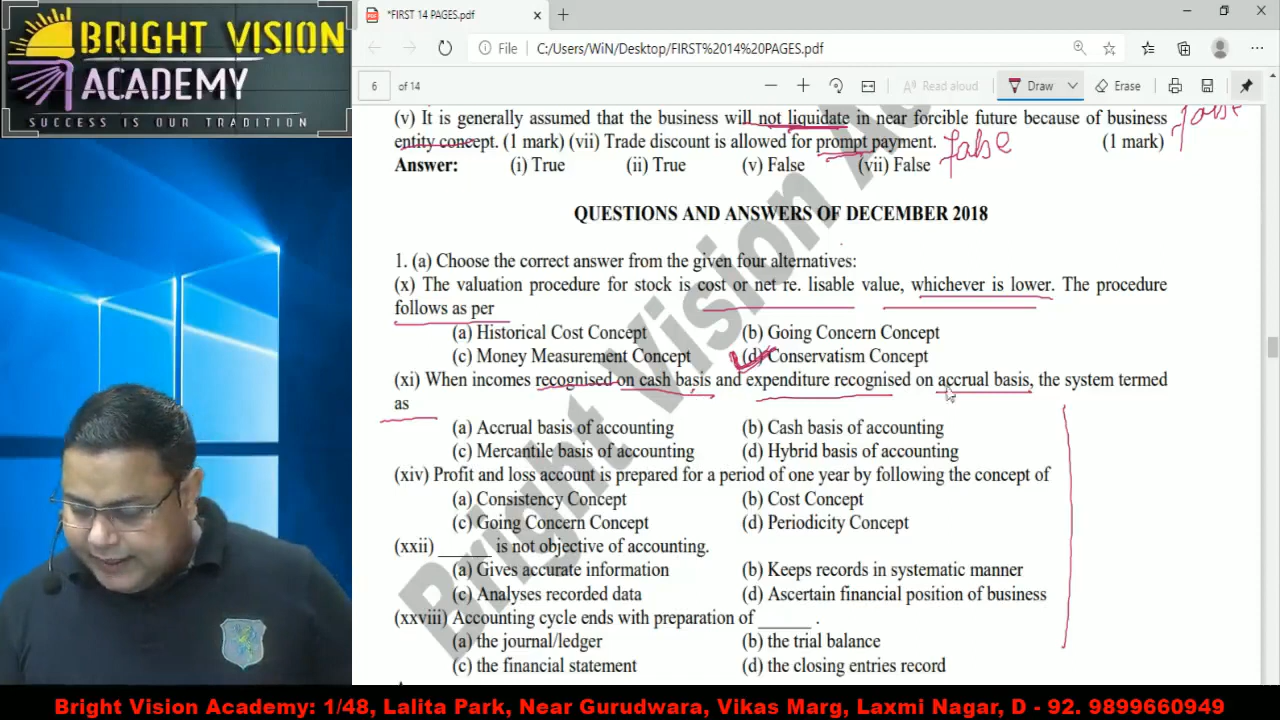 BRIGHT VISION
ACADEMY
SUCCESS IS OUR TRADITION
*FIRST 14 PAGES.pdf
File C:/Users/WiN/Desktop/FIRST%2014%20PAGES.pdf
6 of 14 Read aloud Draw Erase
(v) It is generally assumed that the business will not liquidate in near forcible future because of business false
entity concept. (1 mark) (vii) Trade discount is allowed for prompt payment. false (1 mark)
Answer: (i) True (ii) True (v) False (vii) False
QUESTIONS AND ANSWERS OF DECEMBER 2018
1. (a) Choose the correct answer from the given four alternatives:
(x) The valuation procedure for stock is cost or net re. lisable value, whichever is lower. The procedure
follows as per
(a) Historical Cost Concept (b) Going Concern Concept
(c) Money Measurement Concept (d) Conservatism Concept
(xi) When incomes recognised on cash basis and expenditure recognised on accrual basis, the system termed
as
(a) Accrual basis of accounting (b) Cash basis of accounting
(c) Mercantile basis of accounting (d) Hybrid basis of accounting
(xiv) Profit and loss account is prepared for a period of one year by following the concept of
(a) Consistency Concept (b) Cost Concept
(c) Going Concern Concept (d) Periodicity Concept
(xxii) ______ is not objective of accounting.
(a) Gives accurate information (b) Keeps records in systematic manner
(c) Analyses recorded data (d) Ascertain financial position of business
(xxviii) Accounting cycle ends with preparation of ______ .
(a) the journal/ledger (b) the trial balance
(c) the financial statement (d) the closing entries record
Bright Vision Academy: 1/48, Lalita Park, Near Gurudwara, Vikas Marg, Laxmi Nagar, D - 92. 9899660949